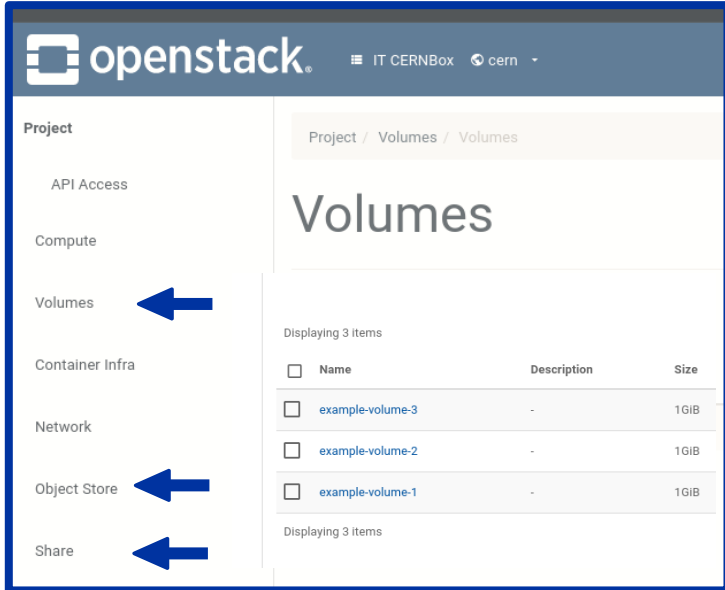 openstack.
IT CERNBox cern
Project
API Access
Compute
Volumes
Container Infra
Network
Object Store
Share
Project / Volumes / Volumes
Volumes
Displaying 3 items
Name Description Size
example-volume-3 - 1GiB
example-volume-2 - 1GiB
example-volume-1 - 1GiB
Displaying 3 items